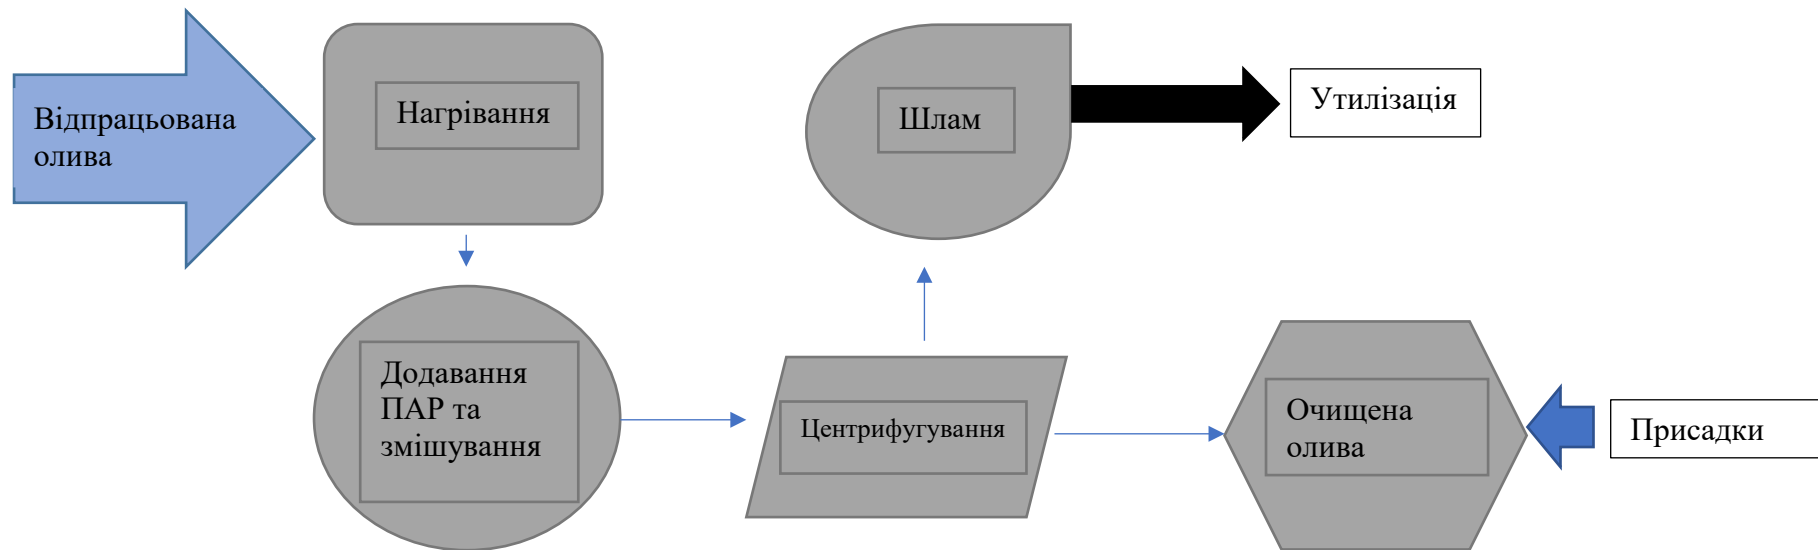 Відпрацьована
олива
Нагрівання
Шлам
Утилізація
Додавання
ПАР та
змішування
Центрифугування
Очищена
олива
Присадки